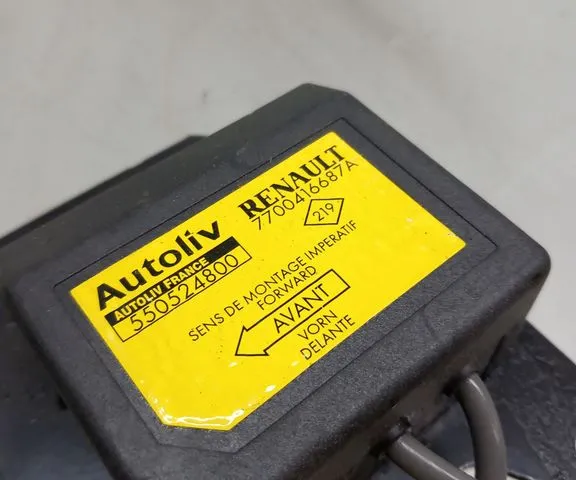 Autoliv
AUTOLIV FRANCE
550524800
RENAULT
7700416687A
219
SENS DE MONTAGE IMPERATIF
FORWARD
AVANT
VORN
DELANTE